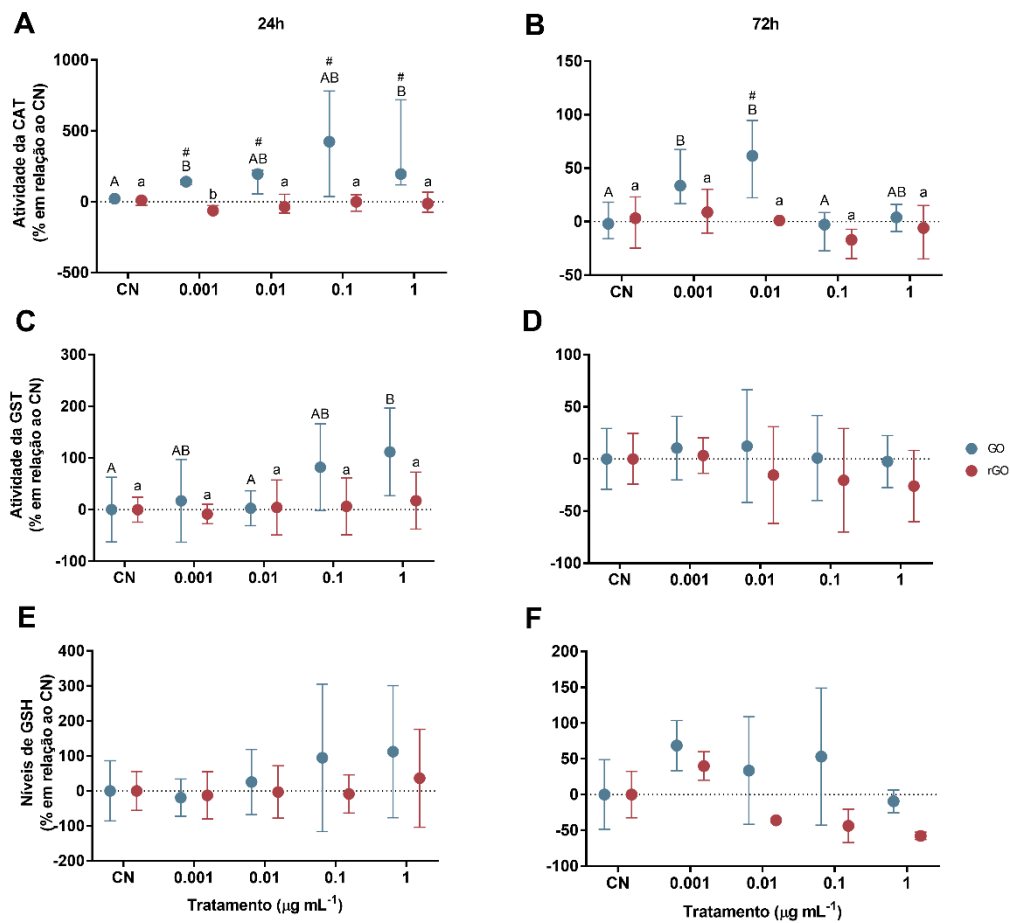 A
24h
Atividade da CAT
(% em relação ao CN)
1000
500
0
-500
A a
# B b
# AB a
# AB a
# B a
CN 0.001 0.01 0.1 1
B
72h
150
100
50
0
-50
A a
B a
# B a
A a
AB a
CN 0.001 0.01 0.1 1
C
Atividade da GST
(% em relação ao CN)
300
200
100
0
-100
A a
AB a
A a
AB a
B a
CN 0.001 0.01 0.1 1
D
100
50
0
-50
-100
CN 0.001 0.01 0.1 1
GO
rGO
E
Níveis de GSH
(% em relação ao CN)
400
300
200
100
0
-100
-200
CN 0.001 0.01 0.1 1
Tratamento (µg mL⁻¹)
F
200
150
100
50
0
-50
-100
CN 0.001 0.01 0.1 1
Tratamento (µg mL⁻¹)